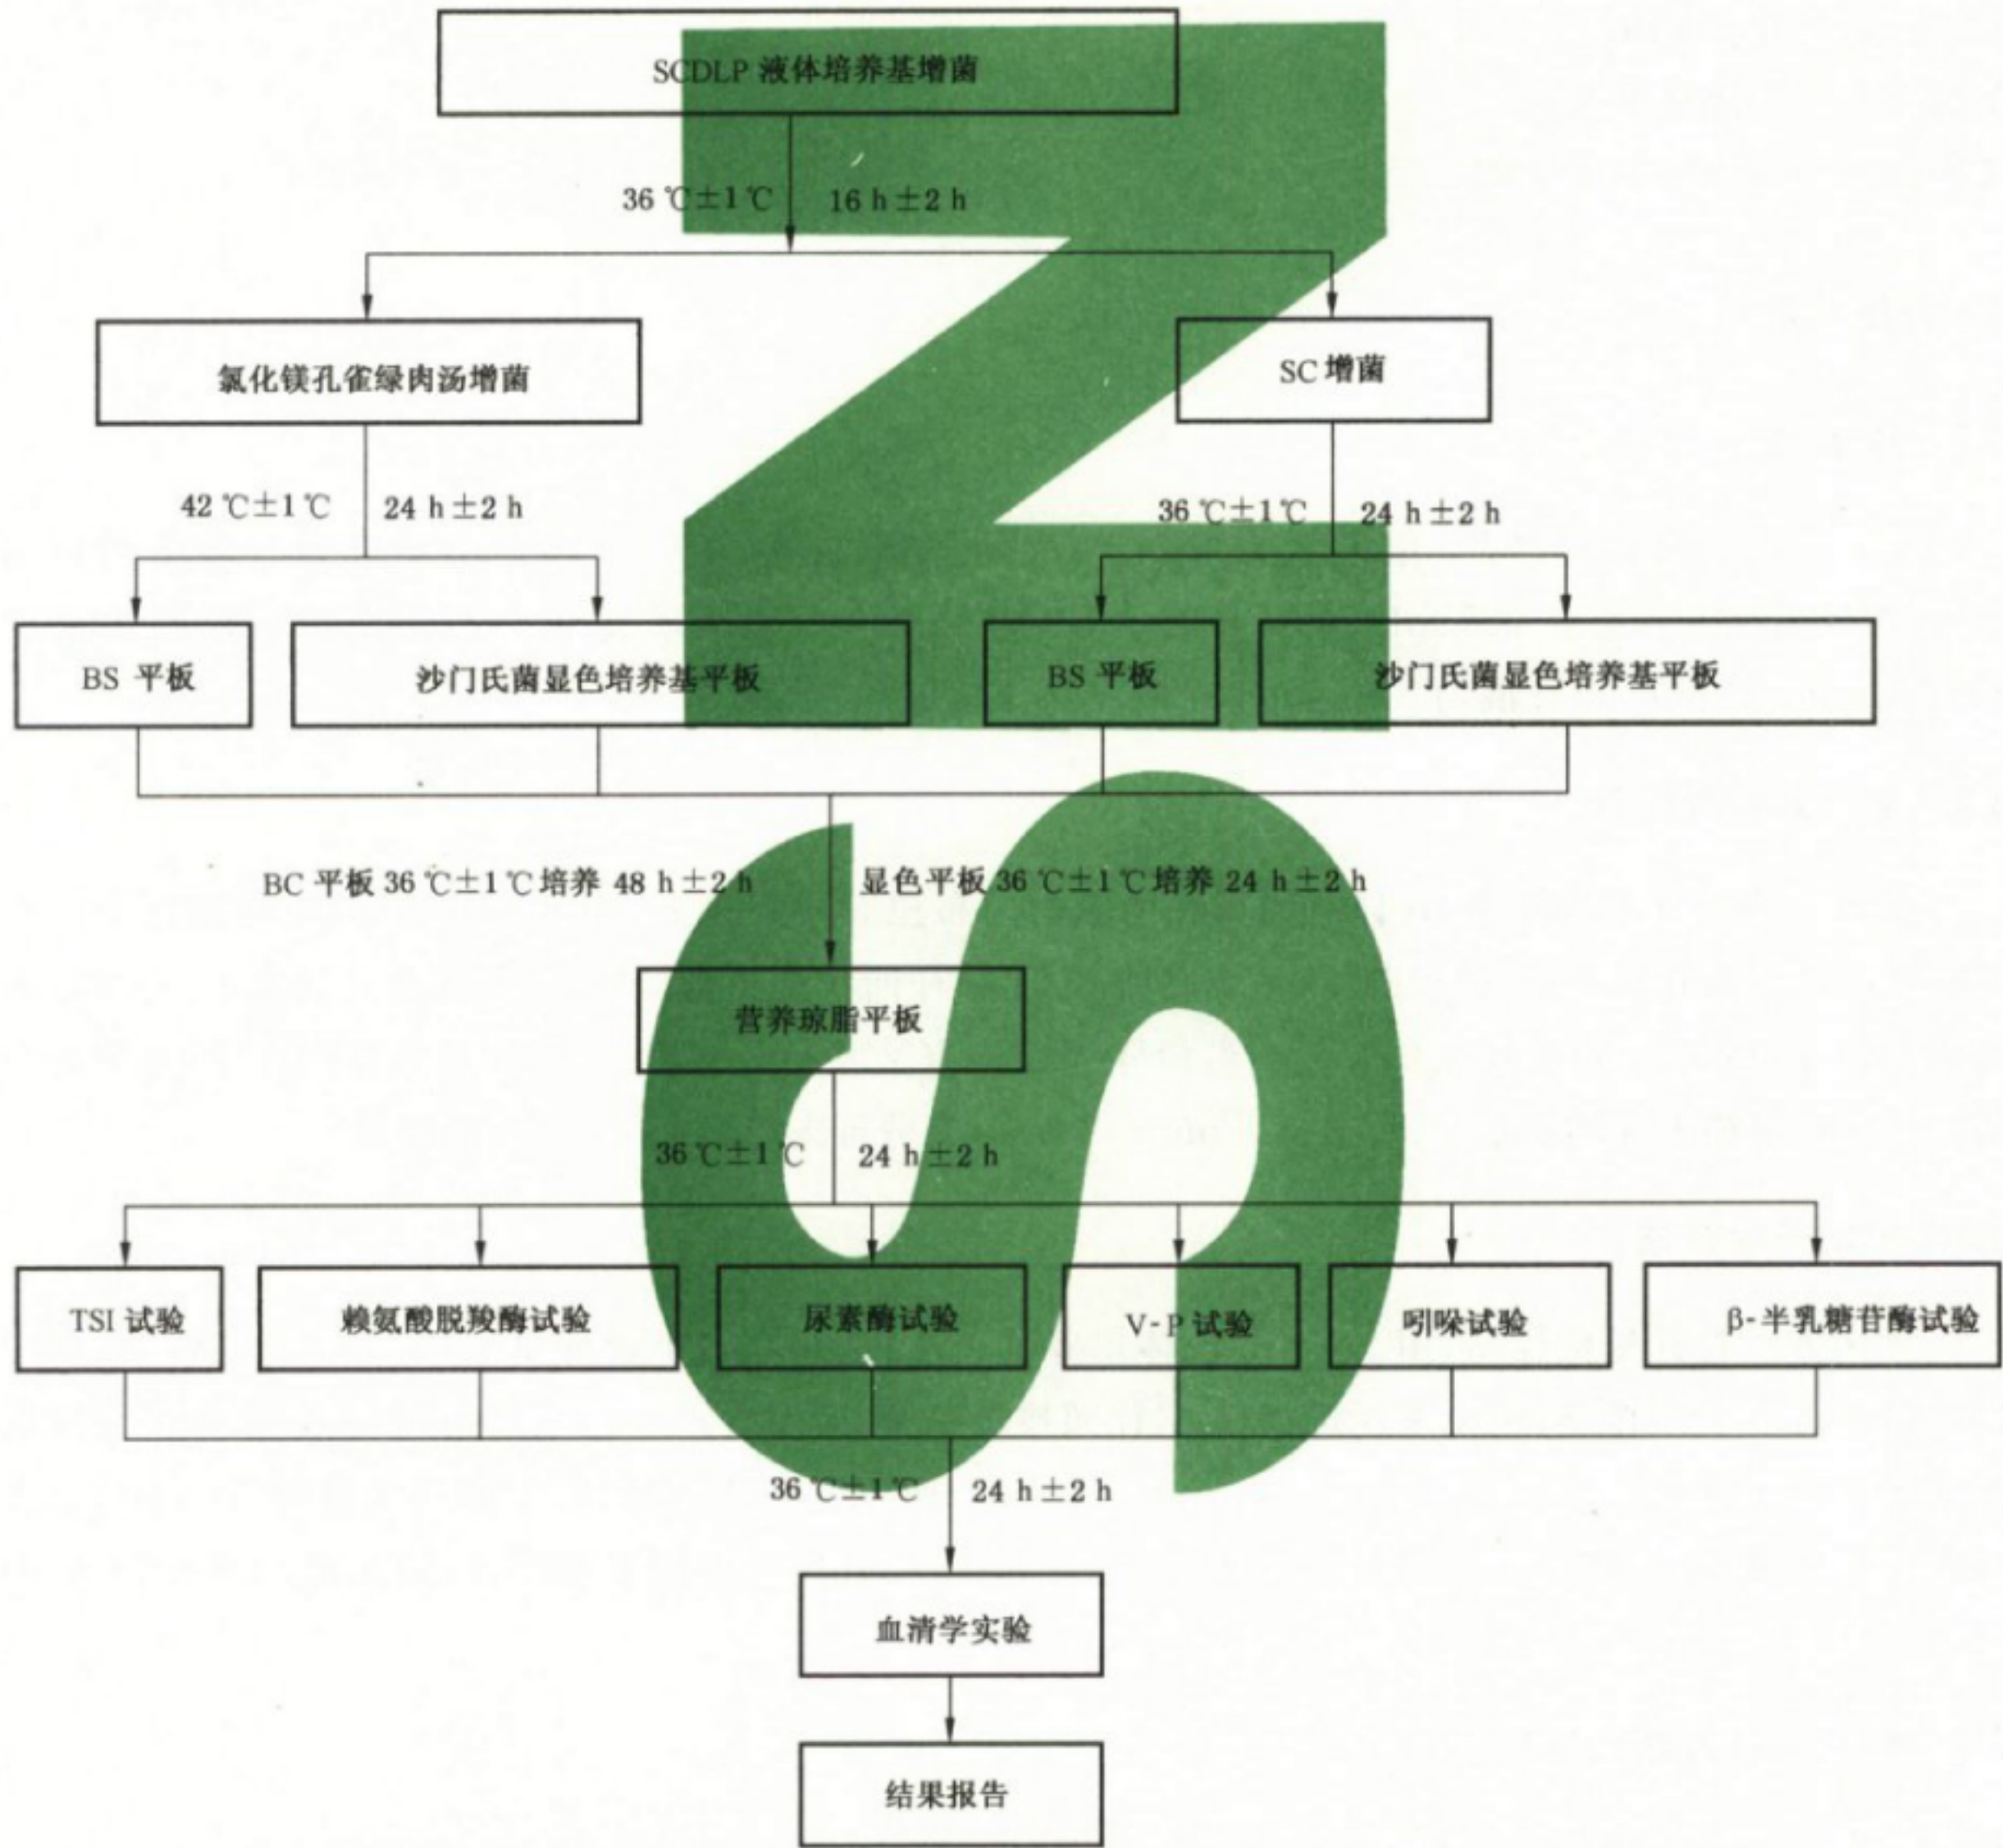 SCDLP 液体培养基增菌
36 ℃±1 ℃ 16 h±2 h
氯化镁孔雀绿肉汤增菌 SC 增菌
42 ℃±1 ℃ 24 h±2 h 36 ℃±1 ℃ 24 h±2 h
BS 平板 沙门氏菌显色培养基平板 BS 平板 沙门氏菌显色培养基平板
BC 平板 36 ℃±1 ℃培养 48 h±2 h 显色平板 36 ℃±1 ℃培养 24 h±2 h
营养琼脂平板
36 ℃±1 ℃ 24 h±2 h
TSI 试验 赖氨酸脱羧酶试验 尿素酶试验 V-P 试验 吲哚试验 β-半乳糖苷酶试验
36 ℃±1 ℃ 24 h±2 h
血清学实验
结果报告